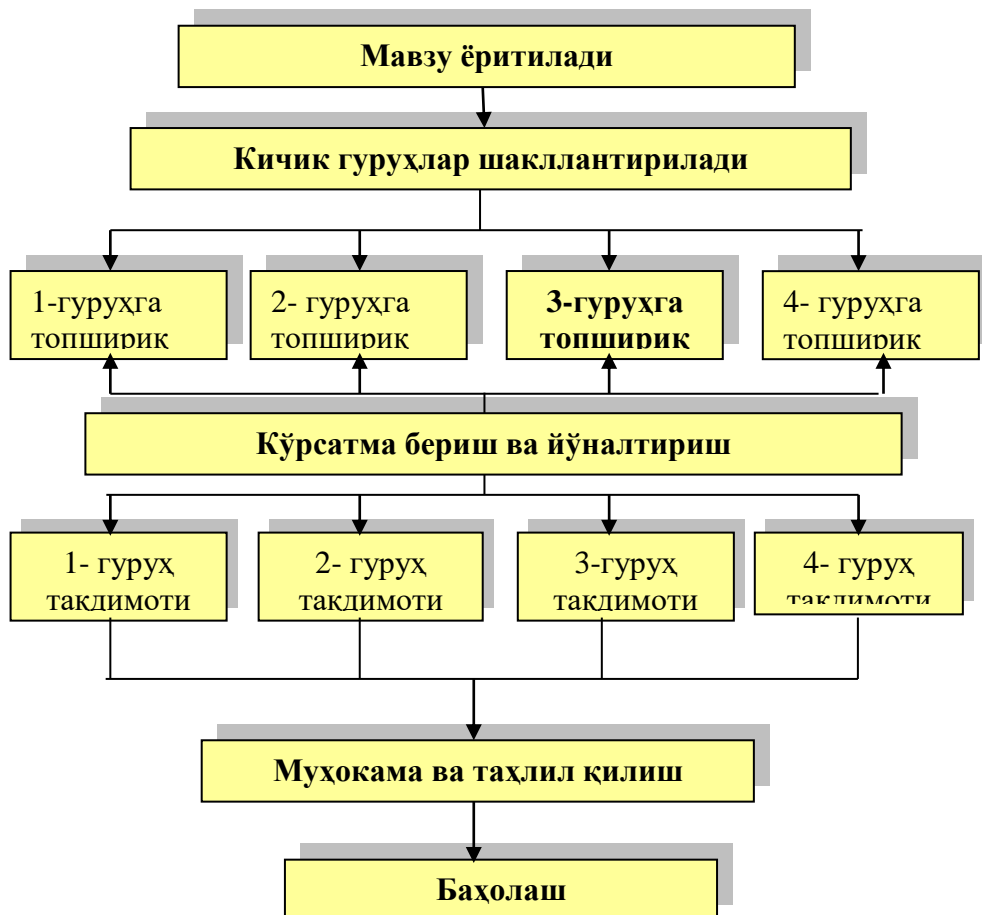 Мавзу ёритилади
Кичик гуруҳлар шакллантирилади
1-гуруҳга
топшириқ
2- гуруҳга
топшириқ
3-гуруҳга
топшириқ
4- гуруҳга
топшириқ
Кўрсатма бериш ва йўналтириш
1- гуруҳ
тақдимоти
2- гуруҳ
тақдимоти
3-гуруҳ
тақдимоти
4- гуруҳ
тақдимоти
Муҳокама ва таҳлил қилиш
Баҳолаш